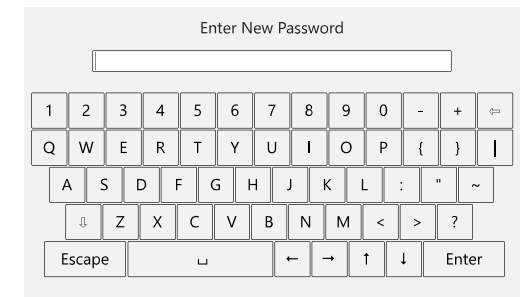 Enter New Password
1 2 3 4 5 6 7 8 9 0 - + ⇦
Q W E R T Y U I O P { } |
A S D F G H J K L : " ~
⇩ Z X C V B N M < > ?
Escape ␣ ← → ↑ ↓ Enter